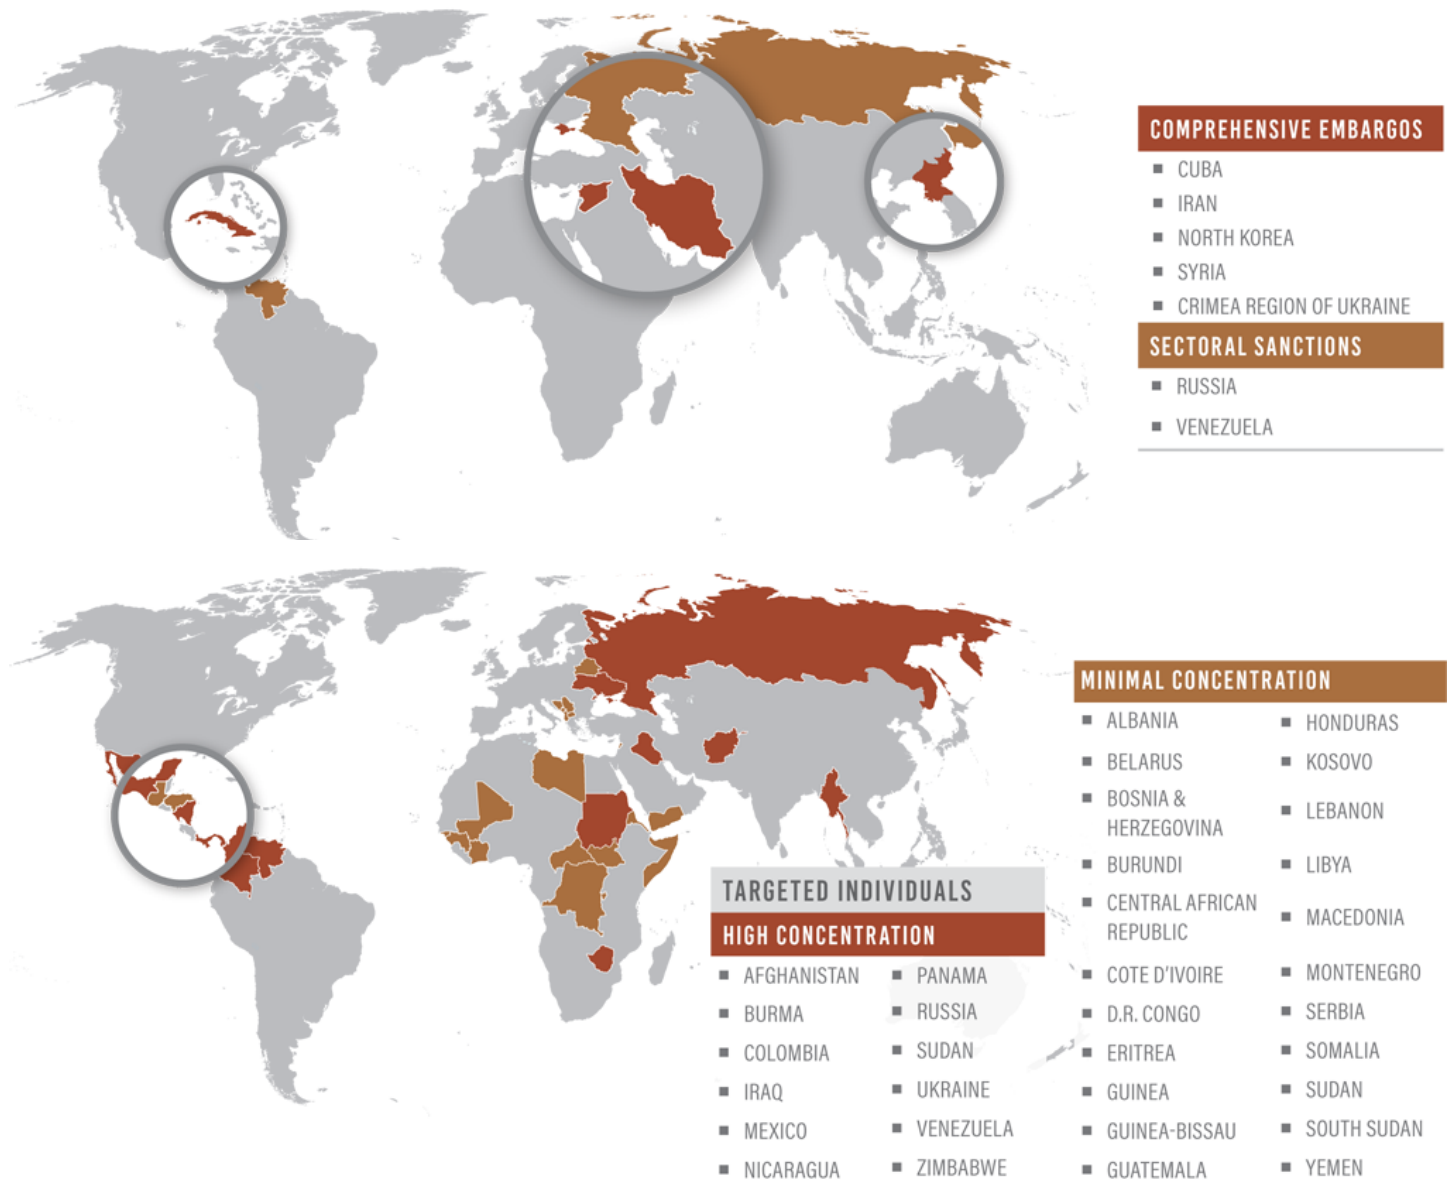 COMPREHENSIVE EMBARGOS
CUBA
IRAN
NORTH KOREA
SYRIA
CRIMEA REGION OF UKRAINE
SECTORAL SANCTIONS
RUSSIA
VENEZUELA
TARGETED INDIVIDUALS
HIGH CONCENTRATION
AFGHANISTAN
BURMA
COLOMBIA
IRAQ
MEXICO
NICARAGUA
PANAMA
RUSSIA
SUDAN
UKRAINE
VENEZUELA
ZIMBABWE
MINIMAL CONCENTRATION
ALBANIA
BELARUS
BOSNIA &
HERZEGOVINA
BURUNDI
CENTRAL AFRICAN
REPUBLIC
COTE D'IVOIRE
D.R. CONGO
ERITREA
GUINEA
GUINEA-BISSAU
GUATEMALA
HONDURAS
KOSOVO
LEBANON
LIBYA
MACEDONIA
MONTENEGRO
SERBIA
SOMALIA
SUDAN
SOUTH SUDAN
YEMEN